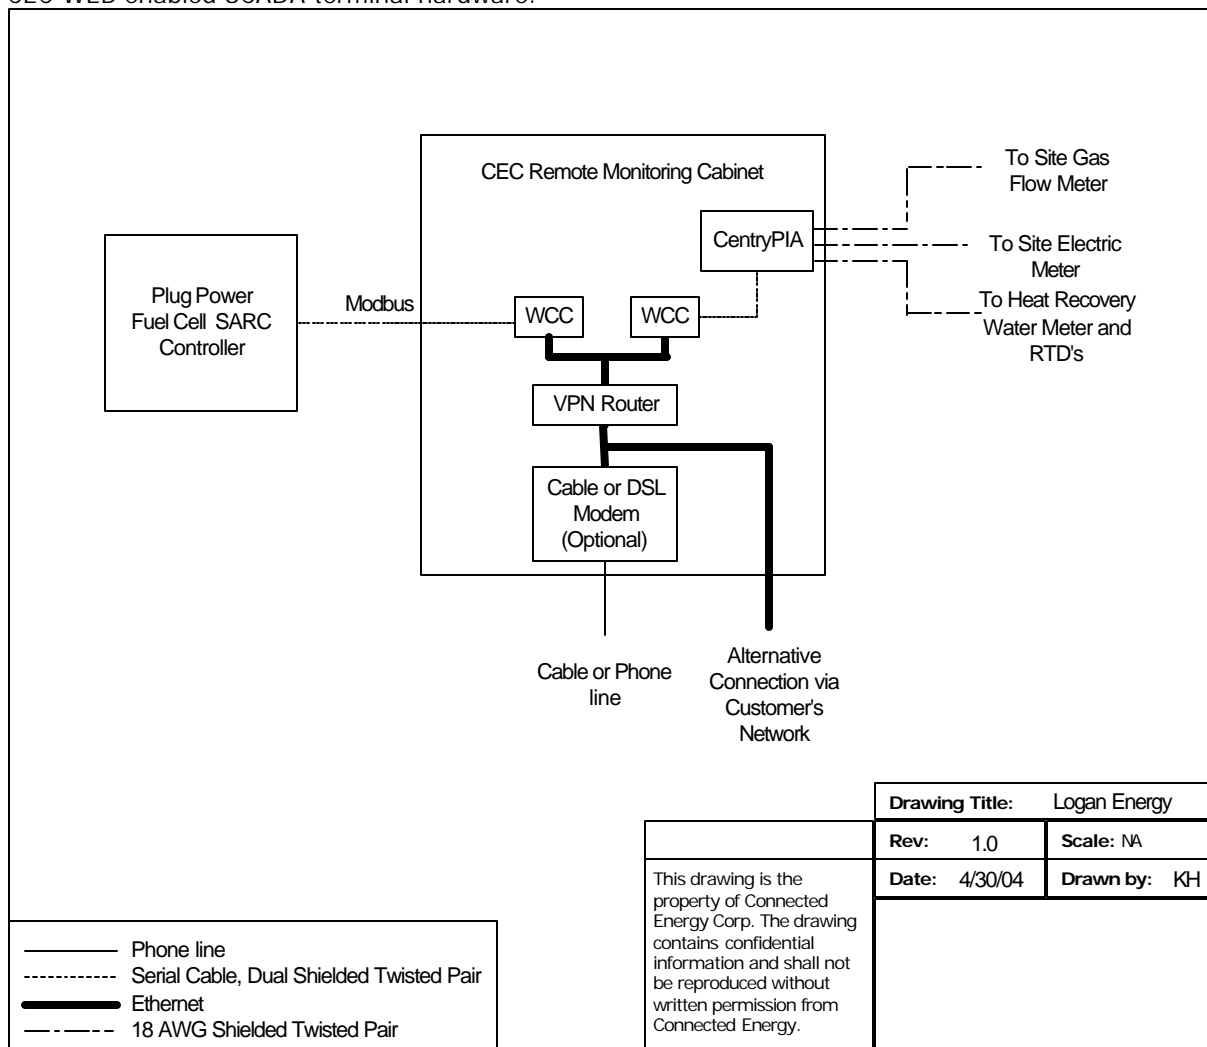 CEC WEB enabled SCADA terminal hardware.
CEC Remote Monitoring Cabinet
To Site Gas
Flow Meter
CentryPIA
To Site Electric
Meter
Plug Power
Fuel Cell SARC
Controller
Modbus
WCC
WCC
To Heat Recovery
Water Meter and
RTD's
VPN Router
Cable or DSL
Modem
(Optional)
Cable or Phone
line
Alternative
Connection via
Customer's
Network
Drawing Title: Logan Energy
Rev: 1.0
Scale: NA
Date: 4/30/04
Drawn by: KH
This drawing is the
property of Connected
Energy Corp. The drawing
contains confidential
information and shall not
be reproduced without
written permission from
Connected Energy.
Phone line
Serial Cable, Dual Shielded Twisted Pair
Ethernet
18 AWG Shielded Twisted Pair